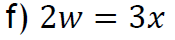 f) 2w = 3x